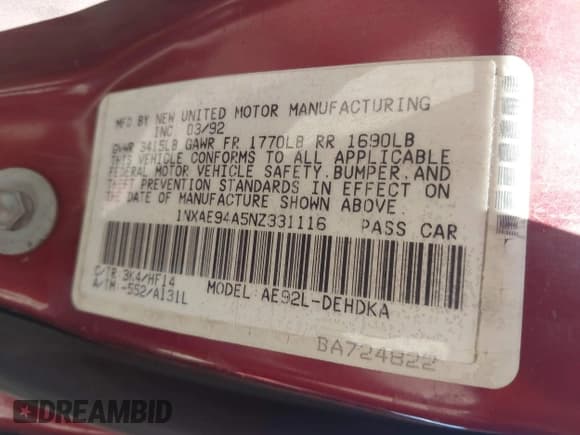 MFD BY NEW UNITED MOTOR MANUFACTURING
INC 03/92
GVWR 3415LB GAWR FR 1770LB RR 1690LB
THIS VEHICLE CONFORMS TO ALL APPLICABLE
FEDERAL MOTOR VEHICLE SAFETY,BUMPER,AND
THEFT PREVENTION STANDARDS IN EFFECT ON
THE DATE OF MANUFACTURE SHOWN ABOVE.
1NXAE94A5NZ331116 PASS CAR
C/TR 3K4/HF14
A/TM -552/A131L
MODEL:AE92L-DEHDKA
BA724822
DREAMBID